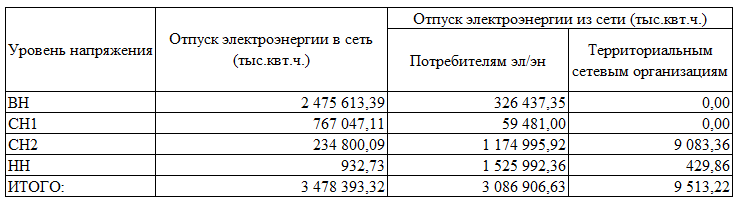 Уровень напряжения
Отпуск электроэнергии в сеть
(тыс.квт.ч.)
Отпуск электроэнергии из сети (тыс.квт.ч.)
Потребителям эл/эн
Территориальным
сетевым организациям
ВН 2 475 613,39 326 437,35 0,00
СН1 767 047,11 59 481,00 0,00
СН2 234 800,09 1 174 995,92 9 083,36
НН 932,73 1 525 992,36 429,86
ИТОГО: 3 478 393,32 3 086 906,63 9 513,22